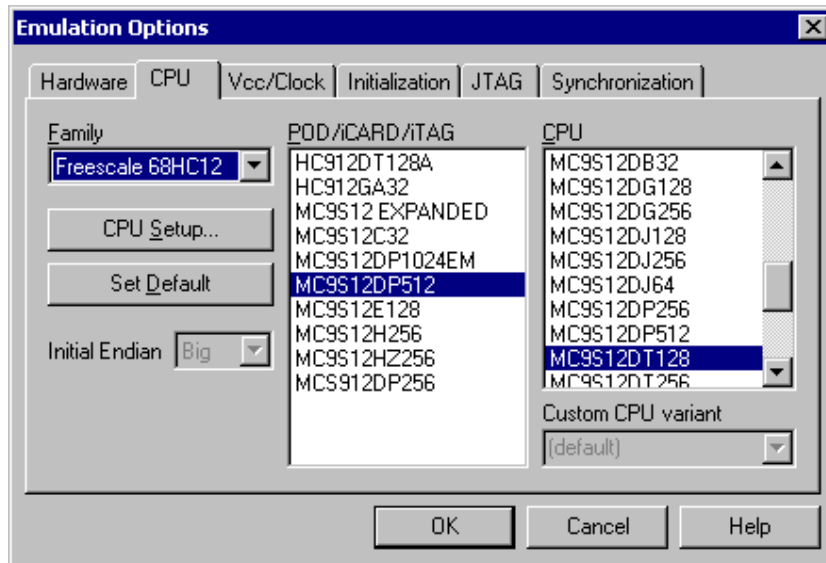 Emulation Options
Hardware CPU Vcc/Clock Initialization JTAG Synchronization
Family
Freescale 68HC12
CPU Setup...
Set Default
Initial Endian Big
POD/iCARD/iTAG
HC912DT128A
HC912GA32
MC9S12 EXPANDED
MC9S12C32
MC9S12DP1024EM
MC9S12DP512
MC9S12E128
MC9S12H256
MC9S12HZ256
MCS912DP256
CPU
MC9S12DB32
MC9S12DG128
MC9S12DG256
MC9S12DJ128
MC9S12DJ256
MC9S12DJ64
MC9S12DP256
MC9S12DP512
MC9S12DT128
MC9S12DT256
Custom CPU variant
(default)
OK Cancel Help